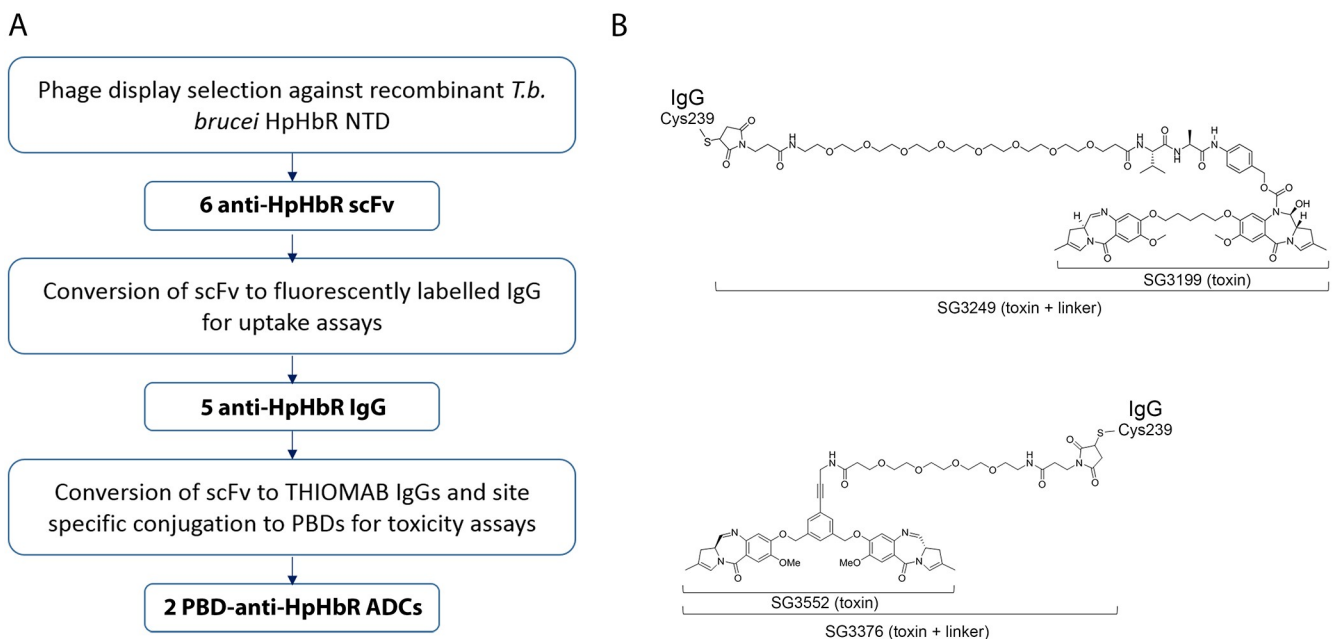 A
Phage display selection against recombinant T.b.
brucei HpHbR NTD
6 anti-HpHbR scFv
Conversion of scFv to fluorescently labelled IgG
for uptake assays
5 anti-HpHbR IgG
Conversion of scFv to THIOMAB IgGs and site
specific conjugation to PBDs for toxicity assays
2 PBD-anti-HpHbR ADCs
B
IgG
Cys239
S
O
N
O
O
H
N
O
O
O
O
O
O
O
O
O
H
N
O
N
H
O
H
N
O
O
O
N
OH
H
H
N
N
O
O
O
O
O
O
N
SG3199 (toxin)
SG3249 (toxin + linker)
IgG
Cys239
S
O
N
O
H
N
O
O
O
O
O
H
N
O
N
N
O
O
OMe
O
MeO
N
N
O
SG3552 (toxin)
SG3376 (toxin + linker)